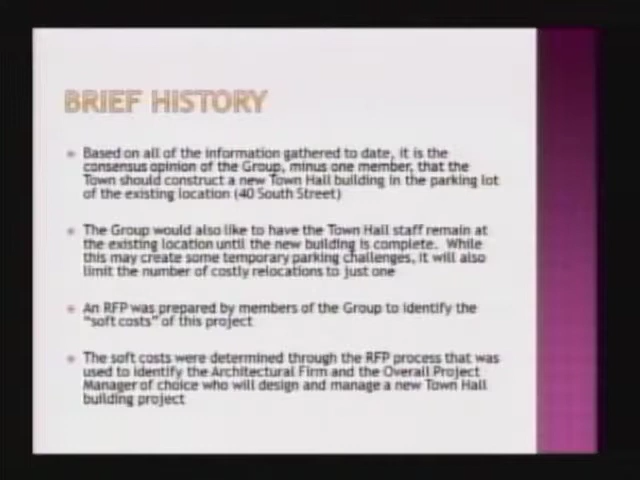 BRIEF HISTORY
Based on all of the information gathered to date, it is the
consensus opinion of the Group, minus one member, that the
Town should construct a new Town Hall building in the parking lot
of the existing location (40 South Street)
The Group would also like to have the Town Hall staff remain at
the existing location until the new building is complete. While
this may create some temporary parking challenges, it will also
limit the number of costly relocations to just one
An RFP was prepared by members of the Group to identify the
"soft costs" of this project
The soft costs were determined through the RFP process that was
used to identify the Architectural Firm and the Overall Project
Manager of choice who will design and manage a new Town Hall
building project